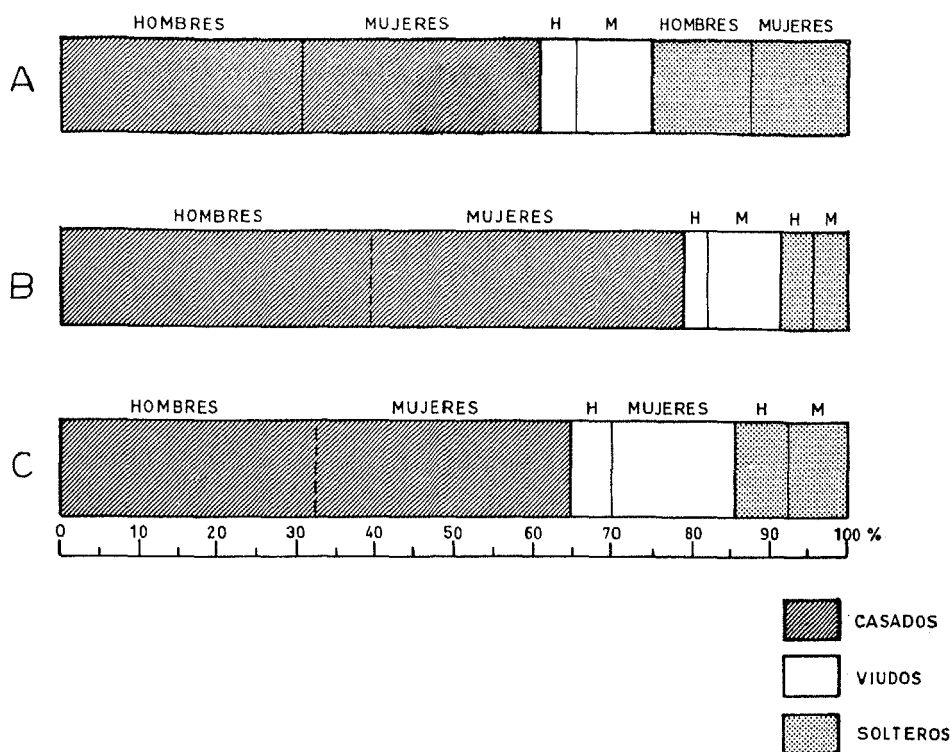 HOMBRES MUJERES H M HOMBRES MUJERES
A
HOMBRES MUJERES H M H M
B
HOMBRES MUJERES H MUJERES H M
C
0 10 20 30 40 50 60 70 80 90 100 %
CASADOS
VIUDOS
SOLTEROS